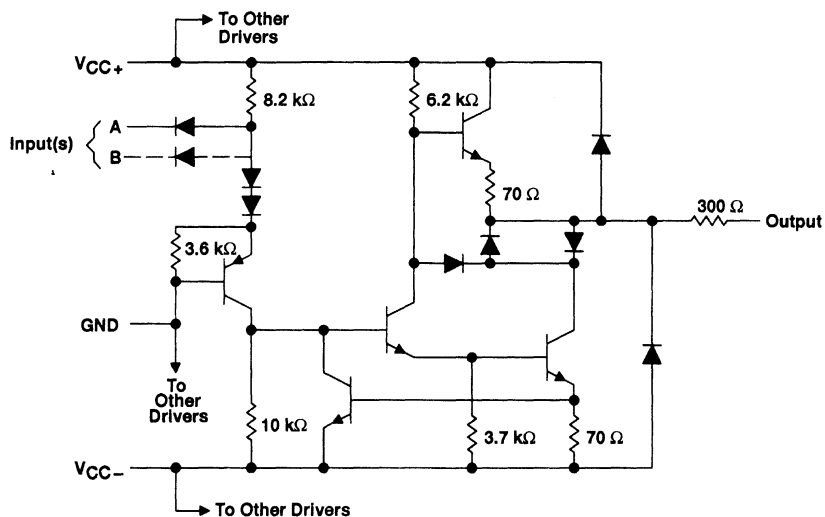 To Other
Drivers
VCC+
8.2 kΩ
6.2 kΩ
A
Input(s)
B
70 Ω
300 Ω
Output
3.6 kΩ
GND
To
Other
Drivers
10 kΩ
3.7 kΩ
70 Ω
VCC−
To Other Drivers